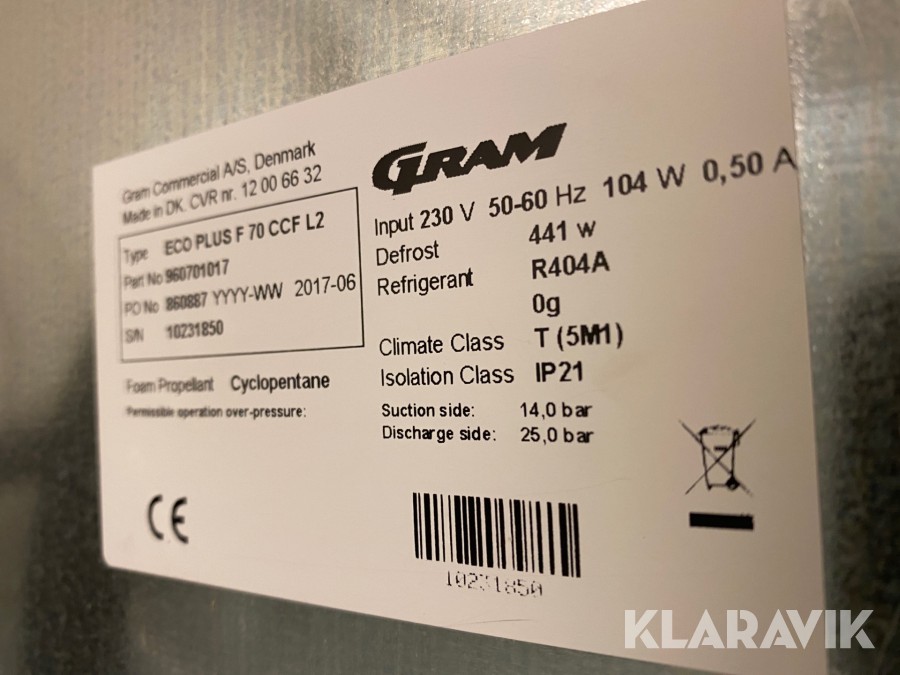 Gram Commercial A/S, Denmark
Made in DK. CVR nr. 12 00 66 32
Type ECO PLUS F 70 CCF L2
Part No 960701017
PO No 860887 YYYY-WW 2017-06
S/N 10231850
Foam Propellant Cyclopentane
Permissible operation over-pressure:
GRAM
Input 230 V 50-60 Hz 104 W 0,50 A
Defrost 441 W
Refrigerant R404A
0g
Climate Class T (5M1)
Isolation Class IP21
Suction side: 14,0 bar
Discharge side: 25,0 bar
CE
10231850
KLARAVIK